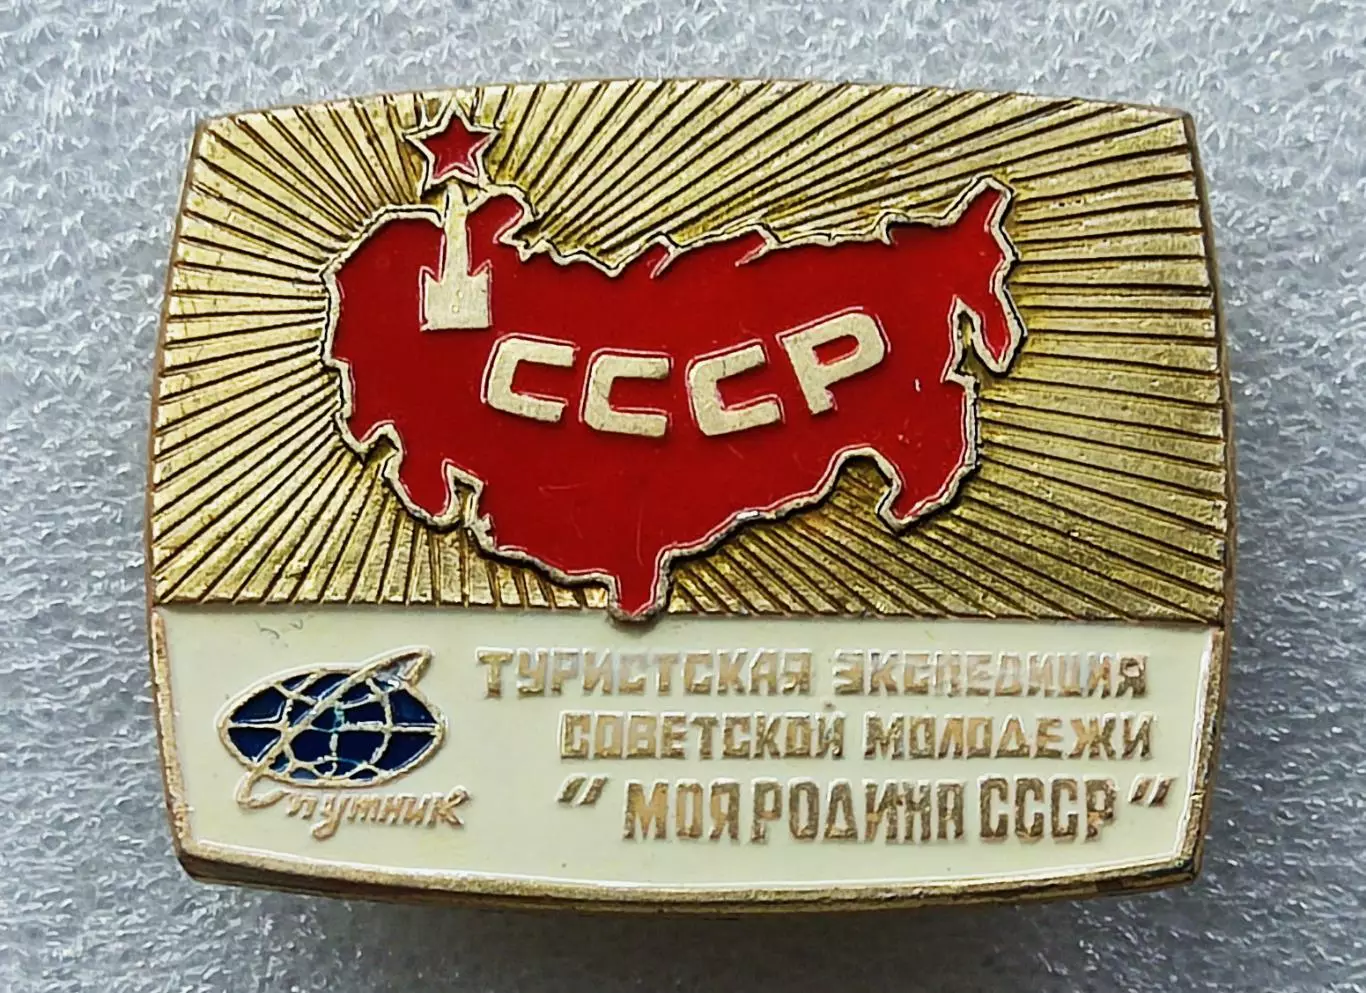 СССР
ТУРИСТСКАЯ ЭКСПЕДИЦИЯ
СОВЕТСКОЙ МОЛОДЕЖИ
"МОЯ РОДИНА СССР"
Спутник